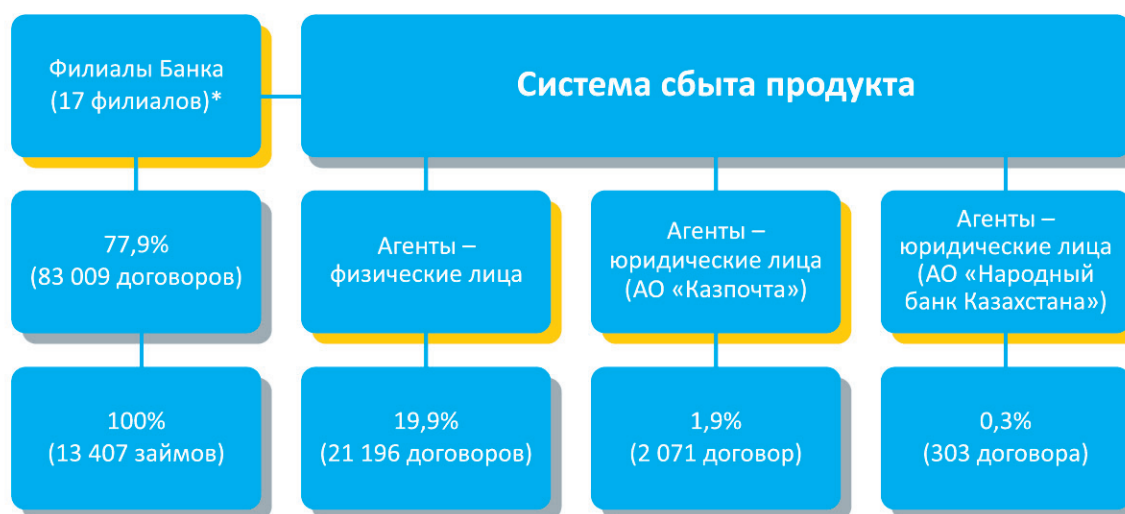 Филиалы Банка
(17 филиалов)*
Система сбыта продукта
77,9%
(83 009 договоров)
Агенты –
физические лица
Агенты –
юридические лица
(АО «Казпочта»)
Агенты –
юридические лица
(АО «Народный
банк Казахстана»)
100%
(13 407 займов)
19,9%
(21 196 договоров)
1,9%
(2 071 договор)
0,3%
(303 договора)